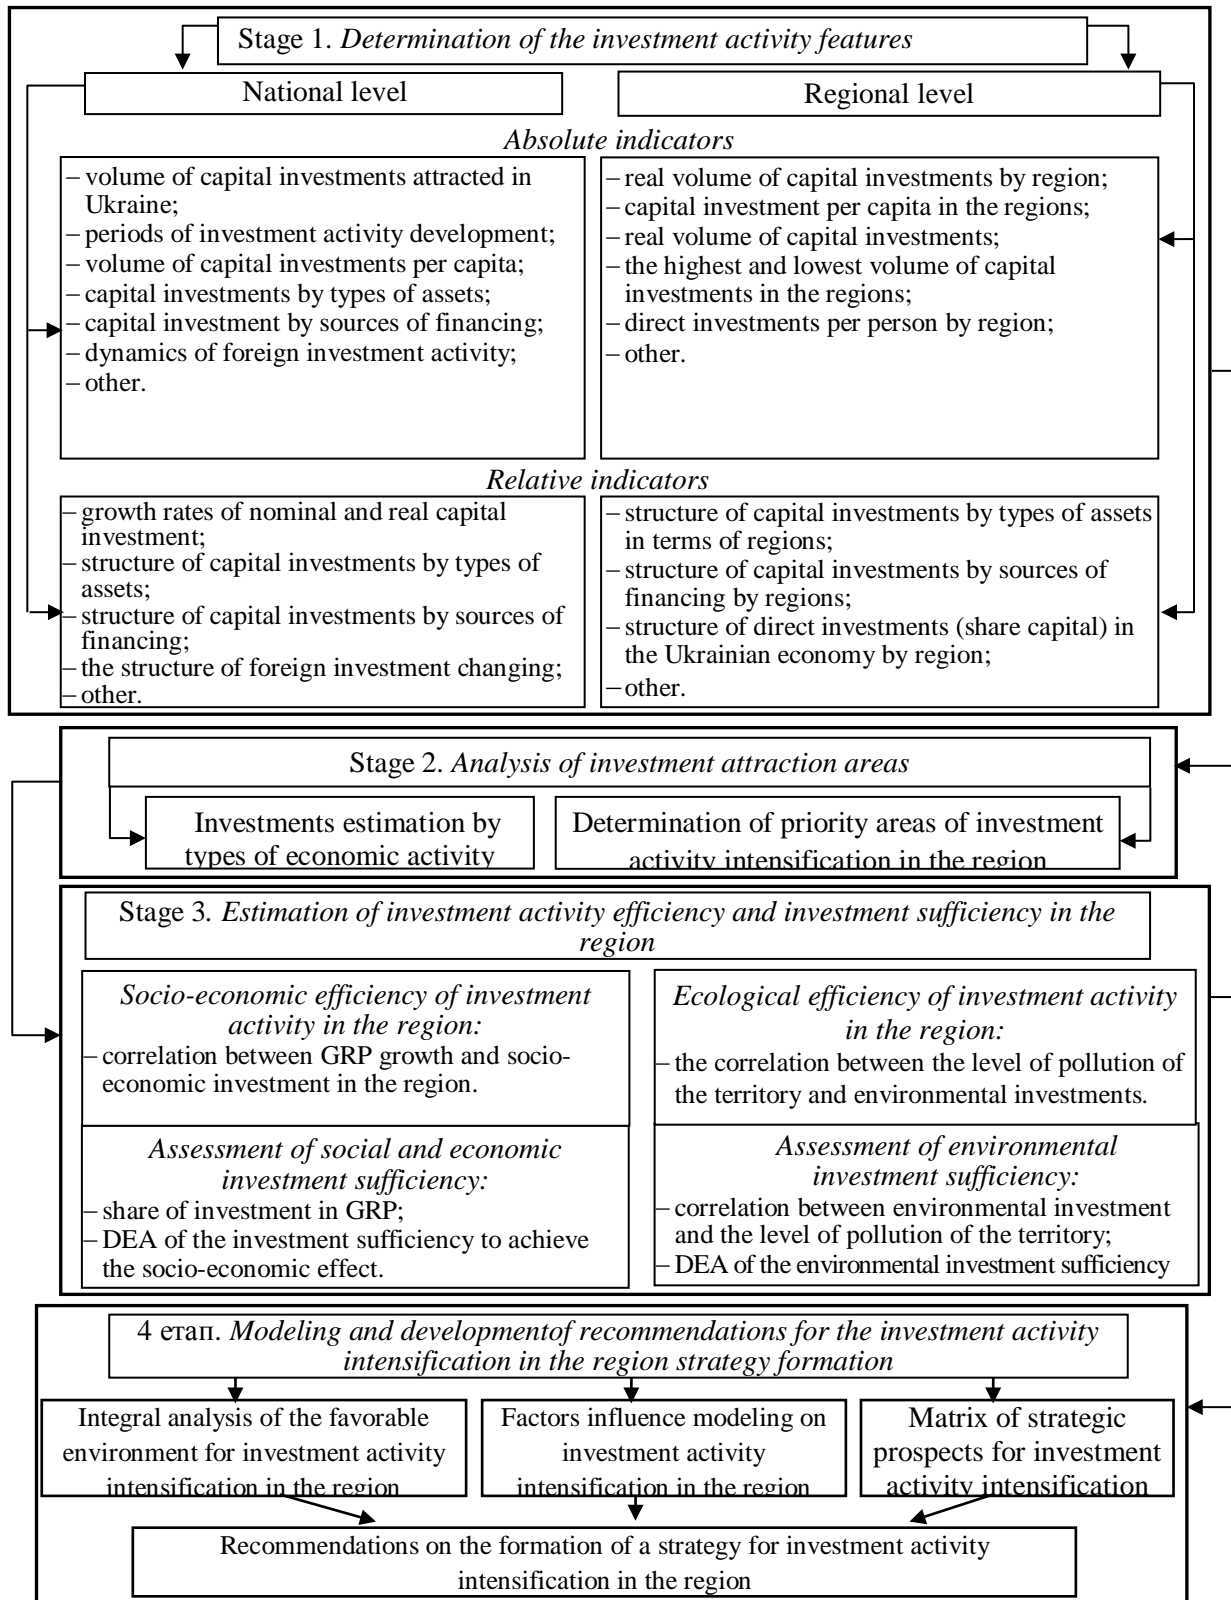 Stage 1. Determination of the investment activity features
National level
Regional level
Absolute indicators
– volume of capital investments attracted in
Ukraine;
– periods of investment activity development;
– volume of capital investments per capita;
– capital investments by types of assets;
– capital investment by sources of financing;
– dynamics of foreign investment activity;
– other.
– real volume of capital investments by region;
– capital investment per capita in the regions;
– real volume of capital investments;
– the highest and lowest volume of capital
investments in the regions;
– direct investments per person by region;
– other.
Relative indicators
– growth rates of nominal and real capital
investment;
– structure of capital investments by types of
assets;
– structure of capital investments by sources of
financing;
– the structure of foreign investment changing;
– other.
– structure of capital investments by types of assets
in terms of regions;
– structure of capital investments by sources of
financing by regions;
– structure of direct investments (share capital) in
the Ukrainian economy by region;
– other.
Stage 2. Analysis of investment attraction areas
Investments estimation by
types of economic activity
Determination of priority areas of investment
activity intensification in the region
Stage 3. Estimation of investment activity efficiency and investment sufficiency in the
region
Socio-economic efficiency of investment
activity in the region:
– correlation between GRP growth and socio-
economic investment in the region.
Ecological efficiency of investment activity
in the region:
– the correlation between the level of pollution of
the territory and environmental investments.
Assessment of social and economic
investment sufficiency:
– share of investment in GRP;
– DEA of the investment sufficiency to achieve
the socio-economic effect.
Assessment of environmental
investment sufficiency:
– correlation between environmental investment
and the level of pollution of the territory;
– DEA of the environmental investment sufficiency
4 етап. Modeling and developmentof recommendations for the investment activity
intensification in the region strategy formation
Integral analysis of the favorable
environment for investment activity
intensification in the region
Factors influence modeling on
investment activity
intensification in the region
Matrix of strategic
prospects for investment
activity intensification
Recommendations on the formation of a strategy for investment activity
intensification in the region